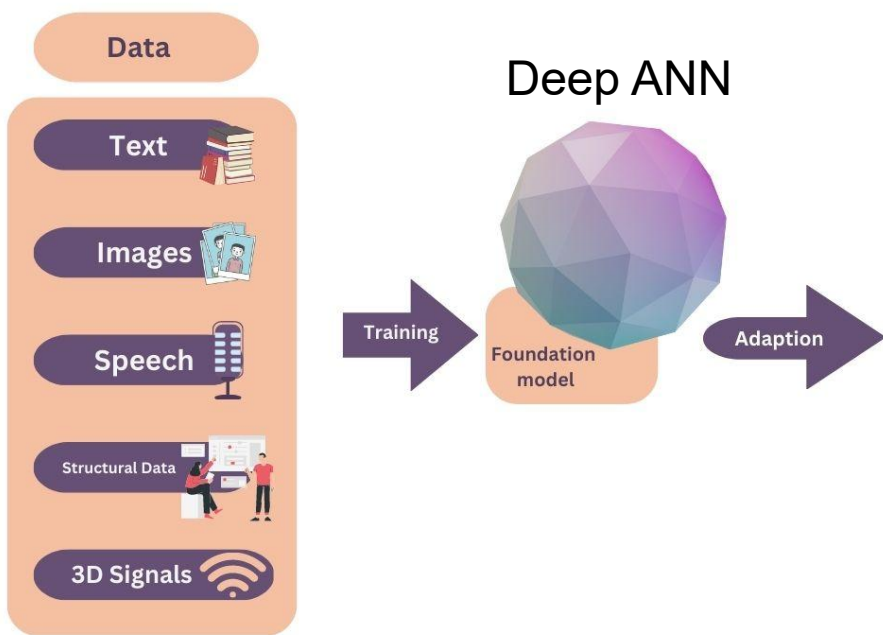 Data
Text
Images
Speech
Structural Data
3D Signals
Training
Deep ANN
Foundation
model
Adaption